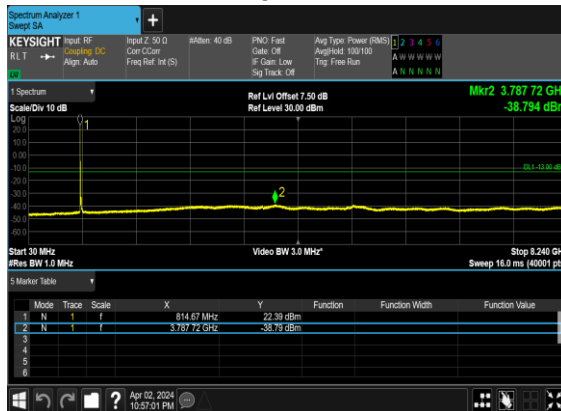 Spectrum Analyzer 1
Swept SA
+
KEYSIGHT Input: RF Input Z: 50 Ω #Atten: 40 dB PNO: Fast Avg Type: Power (RMS) 1 2 3 4 5 6
RLT Coupling: DC Corr CCorr Gate: Off Avg|Hold: 100/100 A W W W W W
Align: Auto Freq Ref: Int (S) IF Gain: Low Trig: Free Run
Sig Track: Off A N N N N N
1 Spectrum Ref Lvl Offset 7.50 dB Mkr2 3.787 72 GH
Scale/Div 10 dB Ref Level 30.00 dBm -38.794 dBr
Log
20.0
10.0
0.00
-10.0
-20.0
-30.0
-40.0
-50.0
-60.0
1
2
DL1 -13.00 dB
Start 30 MHz Video BW 3.0 MHz* Stop 8.240 GH
#Res BW 1.0 MHz Sweep 16.0 ms (40001 pt
5 Marker Table
Mode Trace Scale X Y Function Function Width Function Value
1 N 1 f 814.67 MHz 22.39 dBm
2 N 1 f 3.787 72 GHz -38.79 dBm
3
4
5
6
? Apr 02, 2024
10:57:01 PM